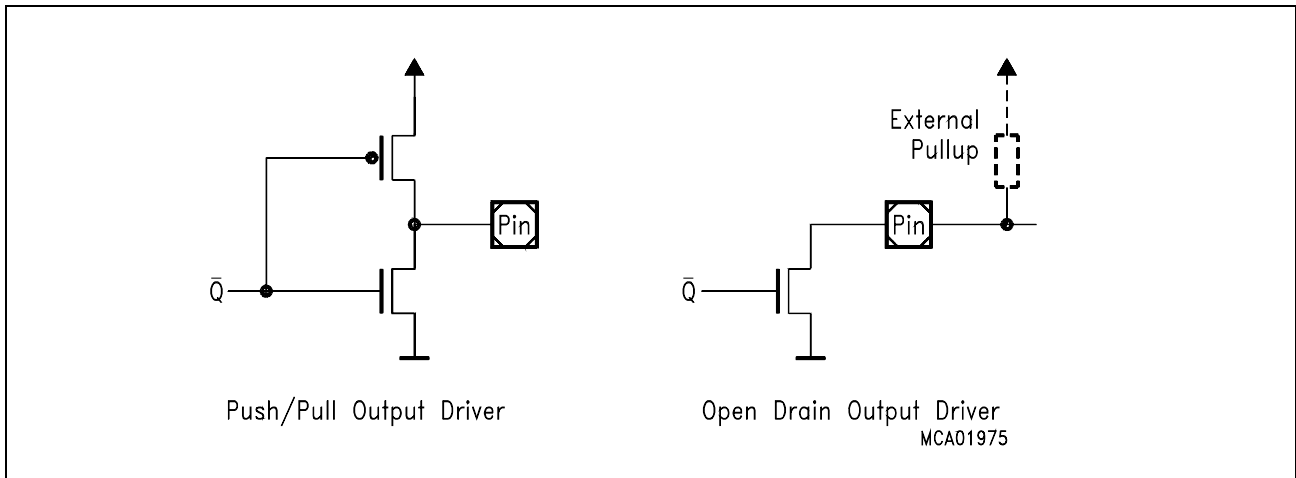 External
Pullup
Pin
Pin
Q̅
Q̅
Push/Pull Output Driver
Open Drain Output Driver
MCA01975